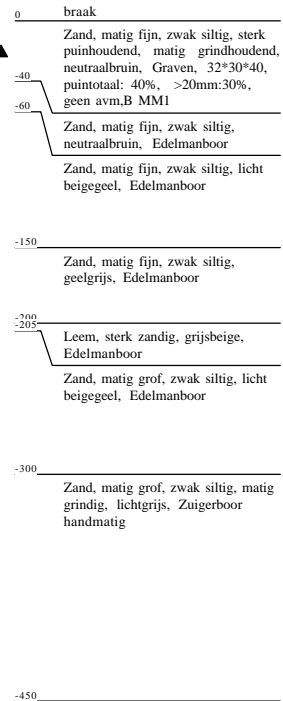 0 braak
Zand, matig fijn, zwak siltig, sterk
puinhoudend, matig grindhoudend,
neutraalbruin, Graven, 32*30*40,
puintotaal: 40%, >20mm:30%,
geen avm,B MM1
-40
-60
Zand, matig fijn, zwak siltig,
neutraalbruin, Edelmanboor
Zand, matig fijn, zwak siltig, licht
beigegeel, Edelmanboor
-150
Zand, matig fijn, zwak siltig,
geelgrijs, Edelmanboor
-200
-205
Leem, sterk zandig, grijsbeige,
Edelmanboor
Zand, matig grof, zwak siltig, licht
beigegeel, Edelmanboor
-300
Zand, matig grof, zwak siltig, matig
grindig, lichtgrijs, Zuigerboor
handmatig
-450